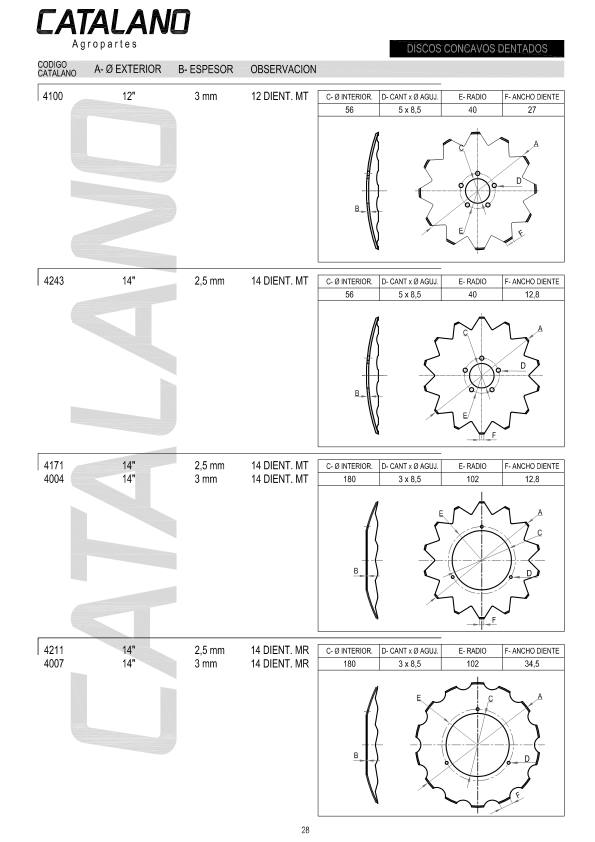 CATALANO
Agropartes
DISCOS CONCAVOS DENTADOS
CODIGO CATALANO A- Ø EXTERIOR B- ESPESOR OBSERVACION
4100 12" 3 mm 12 DIENT. MT
C- Ø INTERIOR. D- CANT x Ø AGUJ. E- RADIO F- ANCHO DIENTE
56 5 x 8,5 40 27
A
C
D
B
E
F
4243 14" 2,5 mm 14 DIENT. MT
C- Ø INTERIOR. D- CANT x Ø AGUJ. E- RADIO F- ANCHO DIENTE
56 5 x 8,5 40 12,8
A
C
D
B
E
F
4171 14" 2,5 mm 14 DIENT. MT
4004 14" 3 mm 14 DIENT. MT
C- Ø INTERIOR. D- CANT x Ø AGUJ. E- RADIO F- ANCHO DIENTE
180 3 x 8,5 102 12,8
E
A
C
B
D
F
4211 14" 2,5 mm 14 DIENT. MR
4007 14" 3 mm 14 DIENT. MR
C- Ø INTERIOR. D- CANT x Ø AGUJ. E- RADIO F- ANCHO DIENTE
180 3 x 8,5 102 34,5
E
C
A
B
D
F
CATALANO
28